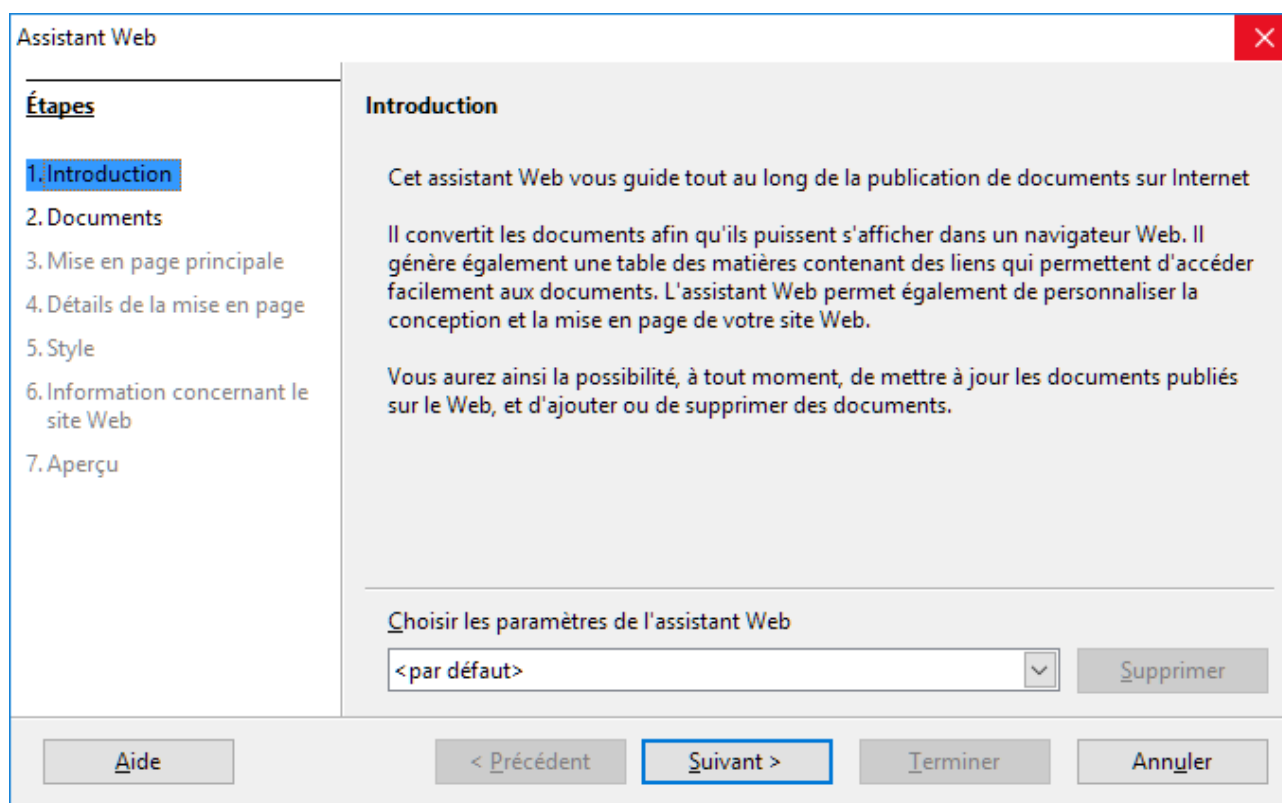 Assistant Web
Étapes
1. Introduction
2. Documents
3. Mise en page principale
4. Détails de la mise en page
5. Style
6. Information concernant le
site Web
7. Aperçu
Introduction
Cet assistant Web vous guide tout au long de la publication de documents sur Internet
Il convertit les documents afin qu'ils puissent s'afficher dans un navigateur Web. Il
génère également une table des matières contenant des liens qui permettent d'accéder
facilement aux documents. L'assistant Web permet également de personnaliser la
conception et la mise en page de votre site Web.
Vous aurez ainsi la possibilité, à tout moment, de mettre à jour les documents publiés
sur le Web, et d'ajouter ou de supprimer des documents.
Choisir les paramètres de l'assistant Web
<par défaut>
Supprimer
Aide
< Précédent
Suivant >
Terminer
Annuler